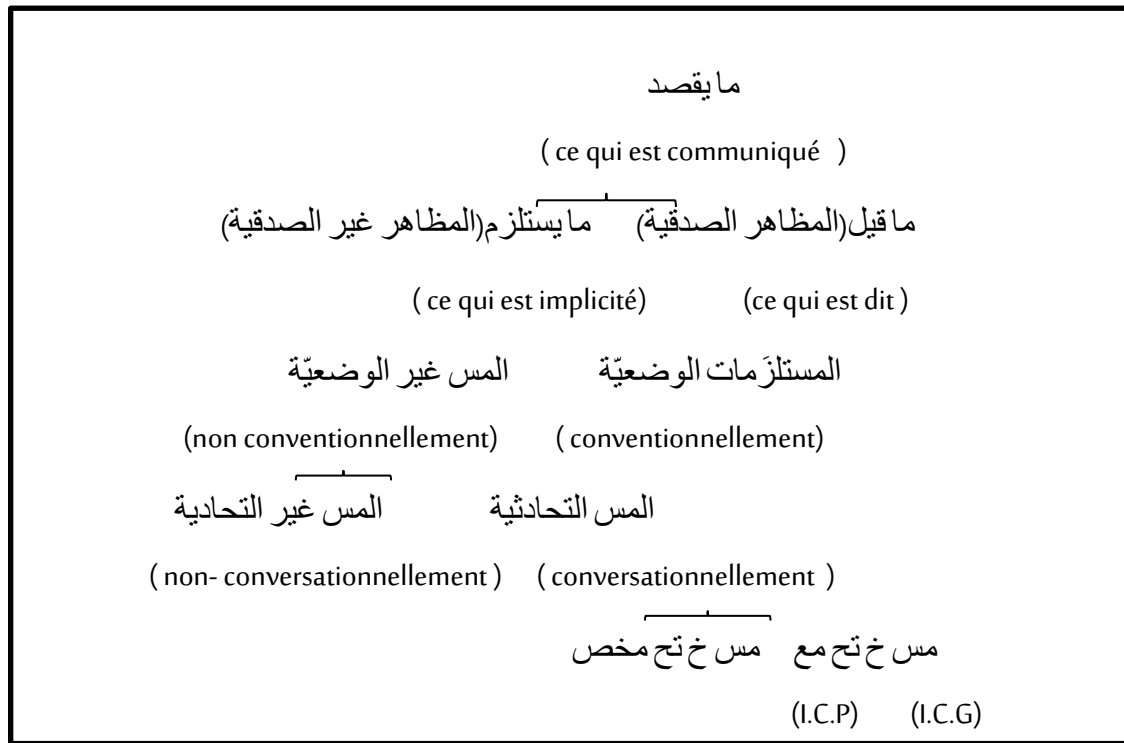 ما يقصد
( ce qui est communiqué )
ما قيل(المظاهر الصدقية) ما يستلزم(المظاهر غير الصدقية)
( ce qui est implicité) (ce qui est dit )
المستلزَمات الوضعيّة المس غير الوضعيّة
(non conventionnellement) ( conventionnellement)
المس التحادثية المس غير التحادية
( non- conversationnellement ) ( conversationnellement )
مس خ تح مع مس خ تح مخص
(I.C.P) (I.C.G)